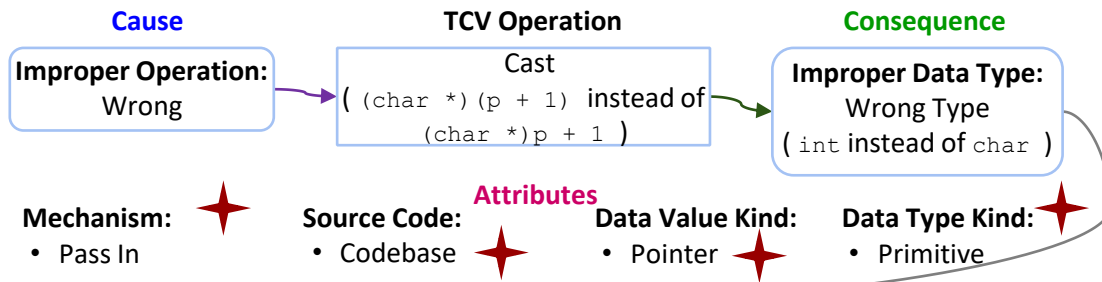 Cause
TCV Operation
Consequence
Improper Operation:
Wrong
Cast
( (char *)(p + 1) instead of
(char *)p + 1 )
Improper Data Type:
Wrong Type
( int instead of char )
Attributes
Mechanism:
• Pass In
Source Code:
• Codebase
Data Value Kind:
• Pointer
Data Type Kind:
• Primitive